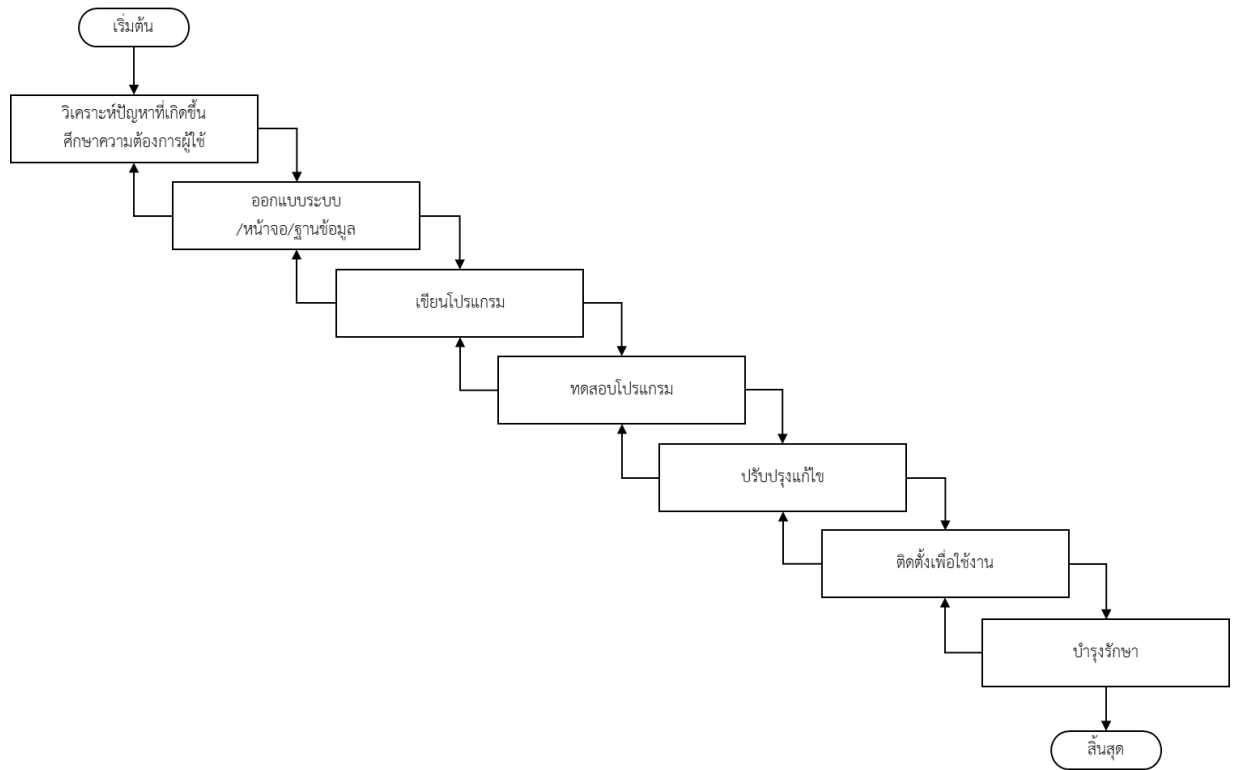 เริ่มต้น
วิเคราะห์ปัญหาที่เกิดขึ้น
ศึกษาความต้องการผู้ใช้
ออกแบบระบบ
/หน้าจอ/ฐานข้อมูล
เขียนโปรแกรม
ทดสอบโปรแกรม
ปรับปรุงแก้ไข
ติดตั้งเพื่อใช้งาน
บำรุงรักษา
สิ้นสุด